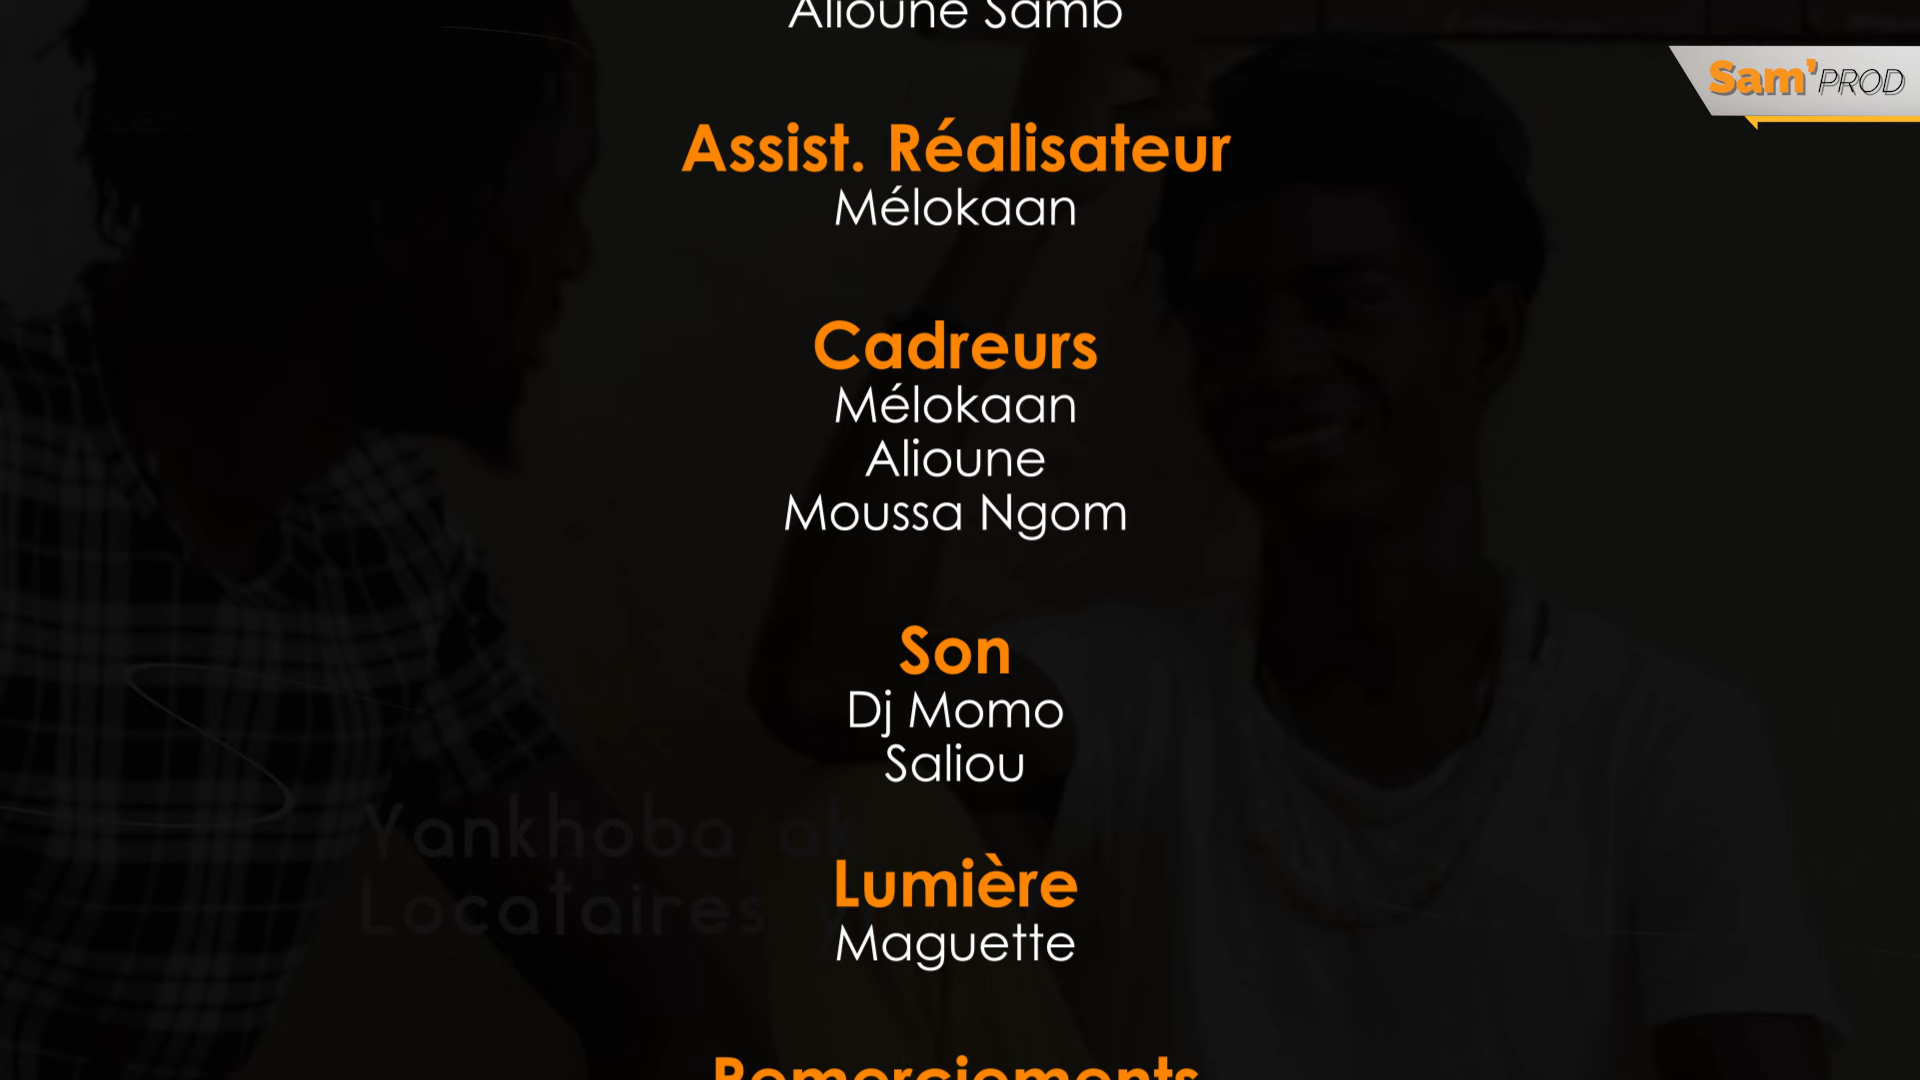 Alioune Samb
Sam'PROD
Assist. Réalisateur
Mélokaan
Cadreurs
Mélokaan
Alioune
Moussa Ngom
Son
Dj Momo
Saliou
Yankhoba ak
Locataires yi
Lumière
Maguette
Remerciements